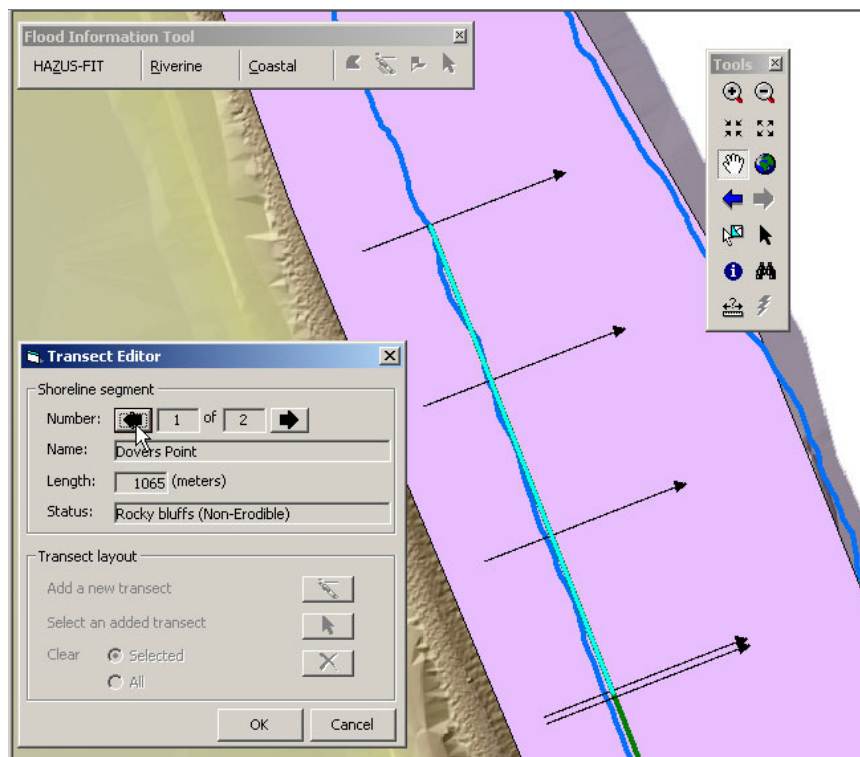 Flood Information Tool
HAZUS-FIT Riverine Coastal
Tools
Transect Editor
Shoreline segment
Number: 1 of 2
Name: Dovers Point
Length: 1065 (meters)
Status: Rocky bluffs (Non-Erodible)
Transect layout
Add a new transect
Select an added transect
Clear Selected
All
OK Cancel